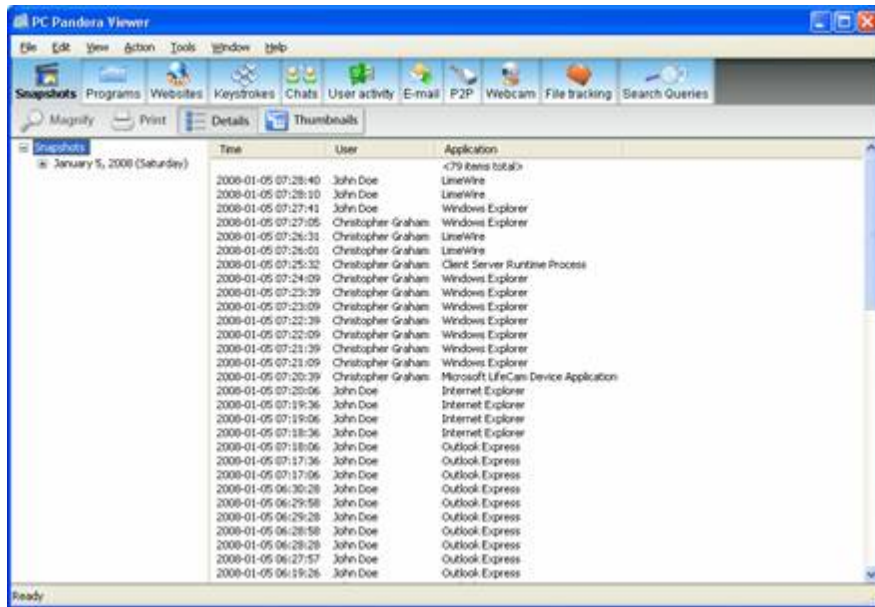 PC Pandora Viewer
File Edit View Action Tools Window Help
Snapshots Programs Websites Keystrokes Chats User activity E-mail P2P Webcam File tracking Search Queries
Magnify Print Details Thumbnails
Snapshots
January 5, 2008 (Saturday)
Time User Application
<79 items total>
2008-01-05 07:28:40 John Doe LimeWire
2008-01-05 07:28:10 John Doe LimeWire
2008-01-05 07:27:41 John Doe Windows Explorer
2008-01-05 07:27:05 Christopher Graham Windows Explorer
2008-01-05 07:26:31 Christopher Graham LimeWire
2008-01-05 07:26:01 Christopher Graham LimeWire
2008-01-05 07:25:32 Christopher Graham Client Server Runtime Process
2008-01-05 07:24:09 Christopher Graham Windows Explorer
2008-01-05 07:23:39 Christopher Graham Windows Explorer
2008-01-05 07:23:09 Christopher Graham Windows Explorer
2008-01-05 07:22:39 Christopher Graham Windows Explorer
2008-01-05 07:22:09 Christopher Graham Windows Explorer
2008-01-05 07:21:39 Christopher Graham Windows Explorer
2008-01-05 07:21:09 Christopher Graham Windows Explorer
2008-01-05 07:20:39 Christopher Graham Microsoft LifeCam Device Application
2008-01-05 07:20:06 John Doe Internet Explorer
2008-01-05 07:19:36 John Doe Internet Explorer
2008-01-05 07:19:06 John Doe Internet Explorer
2008-01-05 07:18:36 John Doe Internet Explorer
2008-01-05 07:18:06 John Doe Outlook Express
2008-01-05 07:17:36 John Doe Outlook Express
2008-01-05 07:17:06 John Doe Outlook Express
2008-01-05 06:30:28 John Doe Outlook Express
2008-01-05 06:29:58 John Doe Outlook Express
2008-01-05 06:29:28 John Doe Outlook Express
2008-01-05 06:28:58 John Doe Outlook Express
2008-01-05 06:28:28 John Doe Outlook Express
2008-01-05 06:27:57 John Doe Outlook Express
2008-01-05 06:19:26 John Doe Outlook Express
Ready